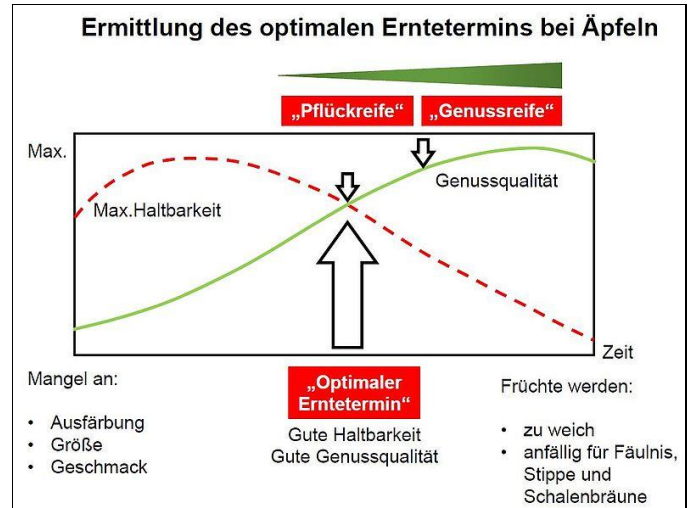 Ermittlung des optimalen Erntetermins bei Äpfeln
„Pflückreife“
„Genussreife“
Max.
Max.Haltbarkeit
Genussqualität
Zeit
Mangel an:
• Ausfärbung
• Größe
• Geschmack
„Optimaler
Erntetermin“
Gute Haltbarkeit
Gute Genussqualität
Früchte werden:
• zu weich
• anfällig für Fäulnis,
Stippe und
Schalenbräune